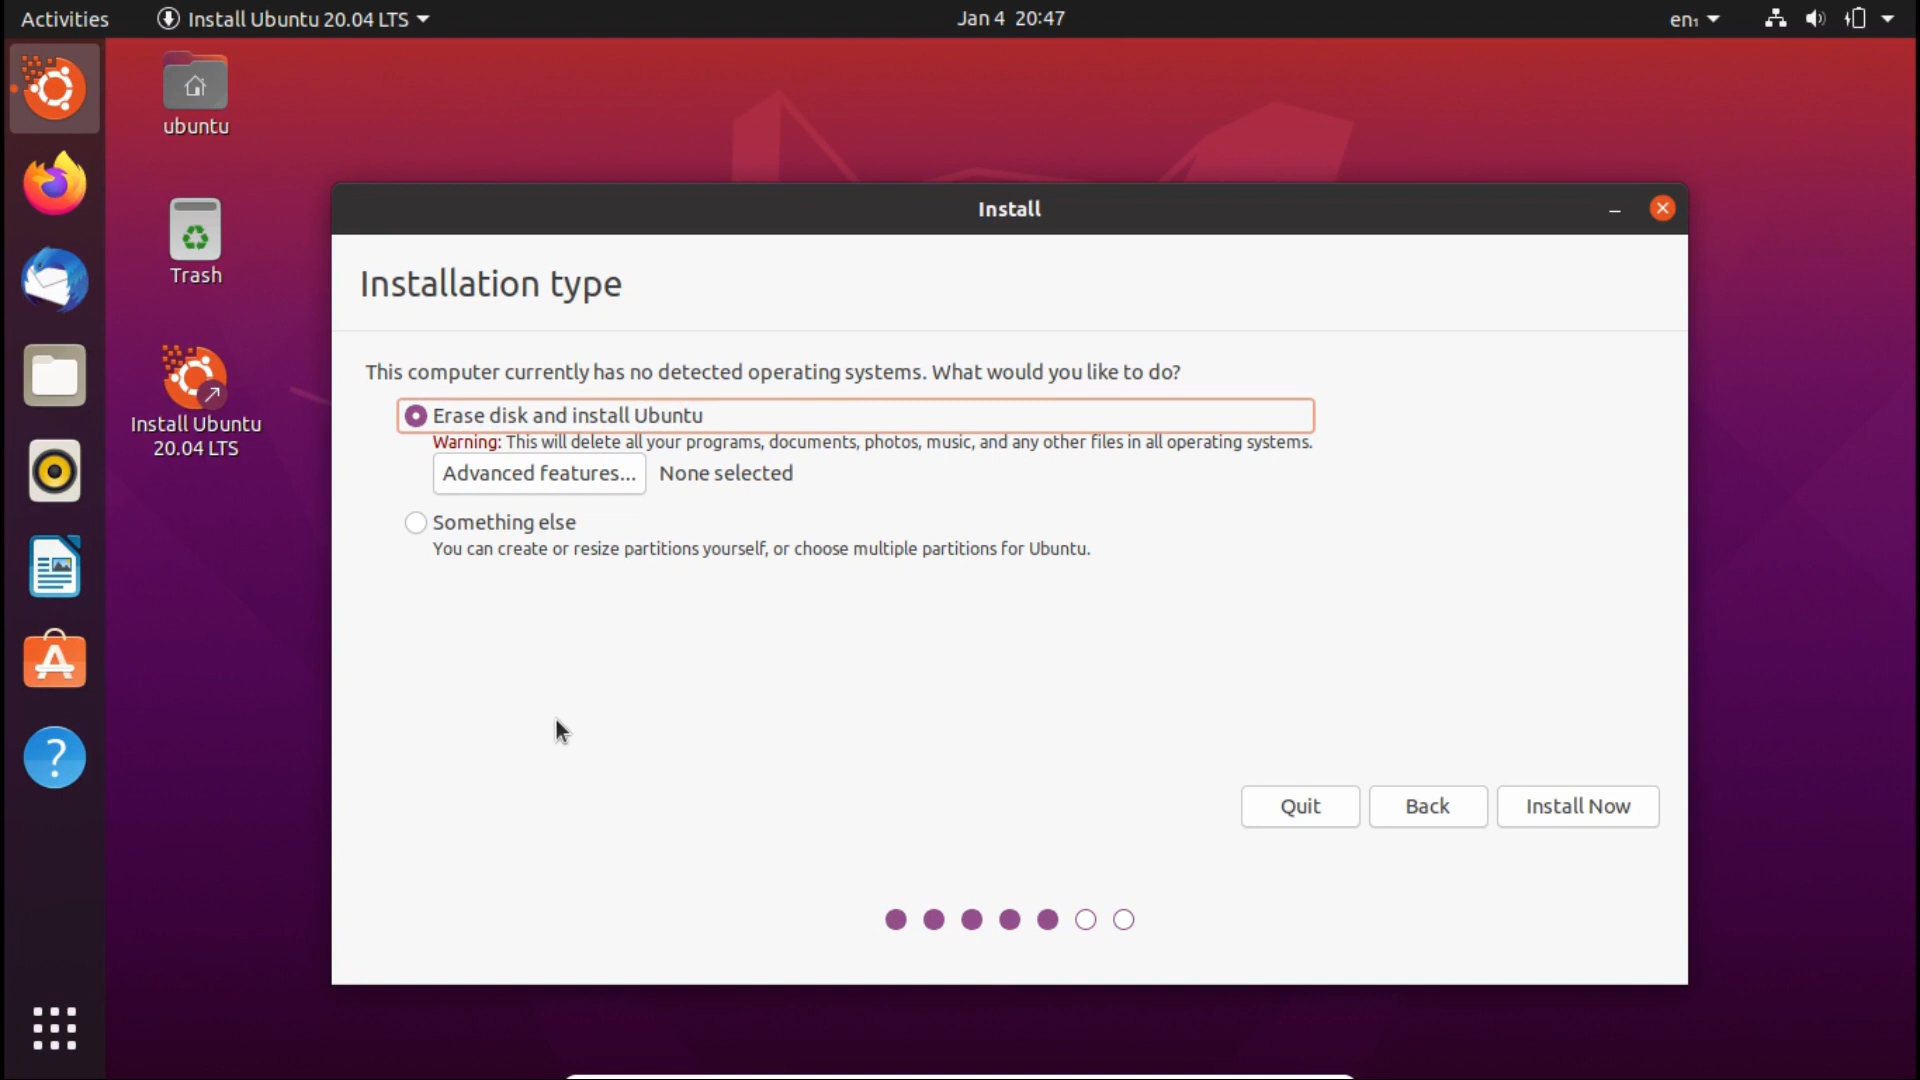 Activities
Install Ubuntu 20.04 LTS
Jan 4 20:47
en₁
ubuntu
Trash
Install Ubuntu
20.04 LTS
Install
Installation type
This computer currently has no detected operating systems. What would you like to do?
Erase disk and install Ubuntu
Warning: This will delete all your programs, documents, photos, music, and any other files in all operating systems.
Advanced features... None selected
Something else
You can create or resize partitions yourself, or choose multiple partitions for Ubuntu.
Quit
Back
Install Now